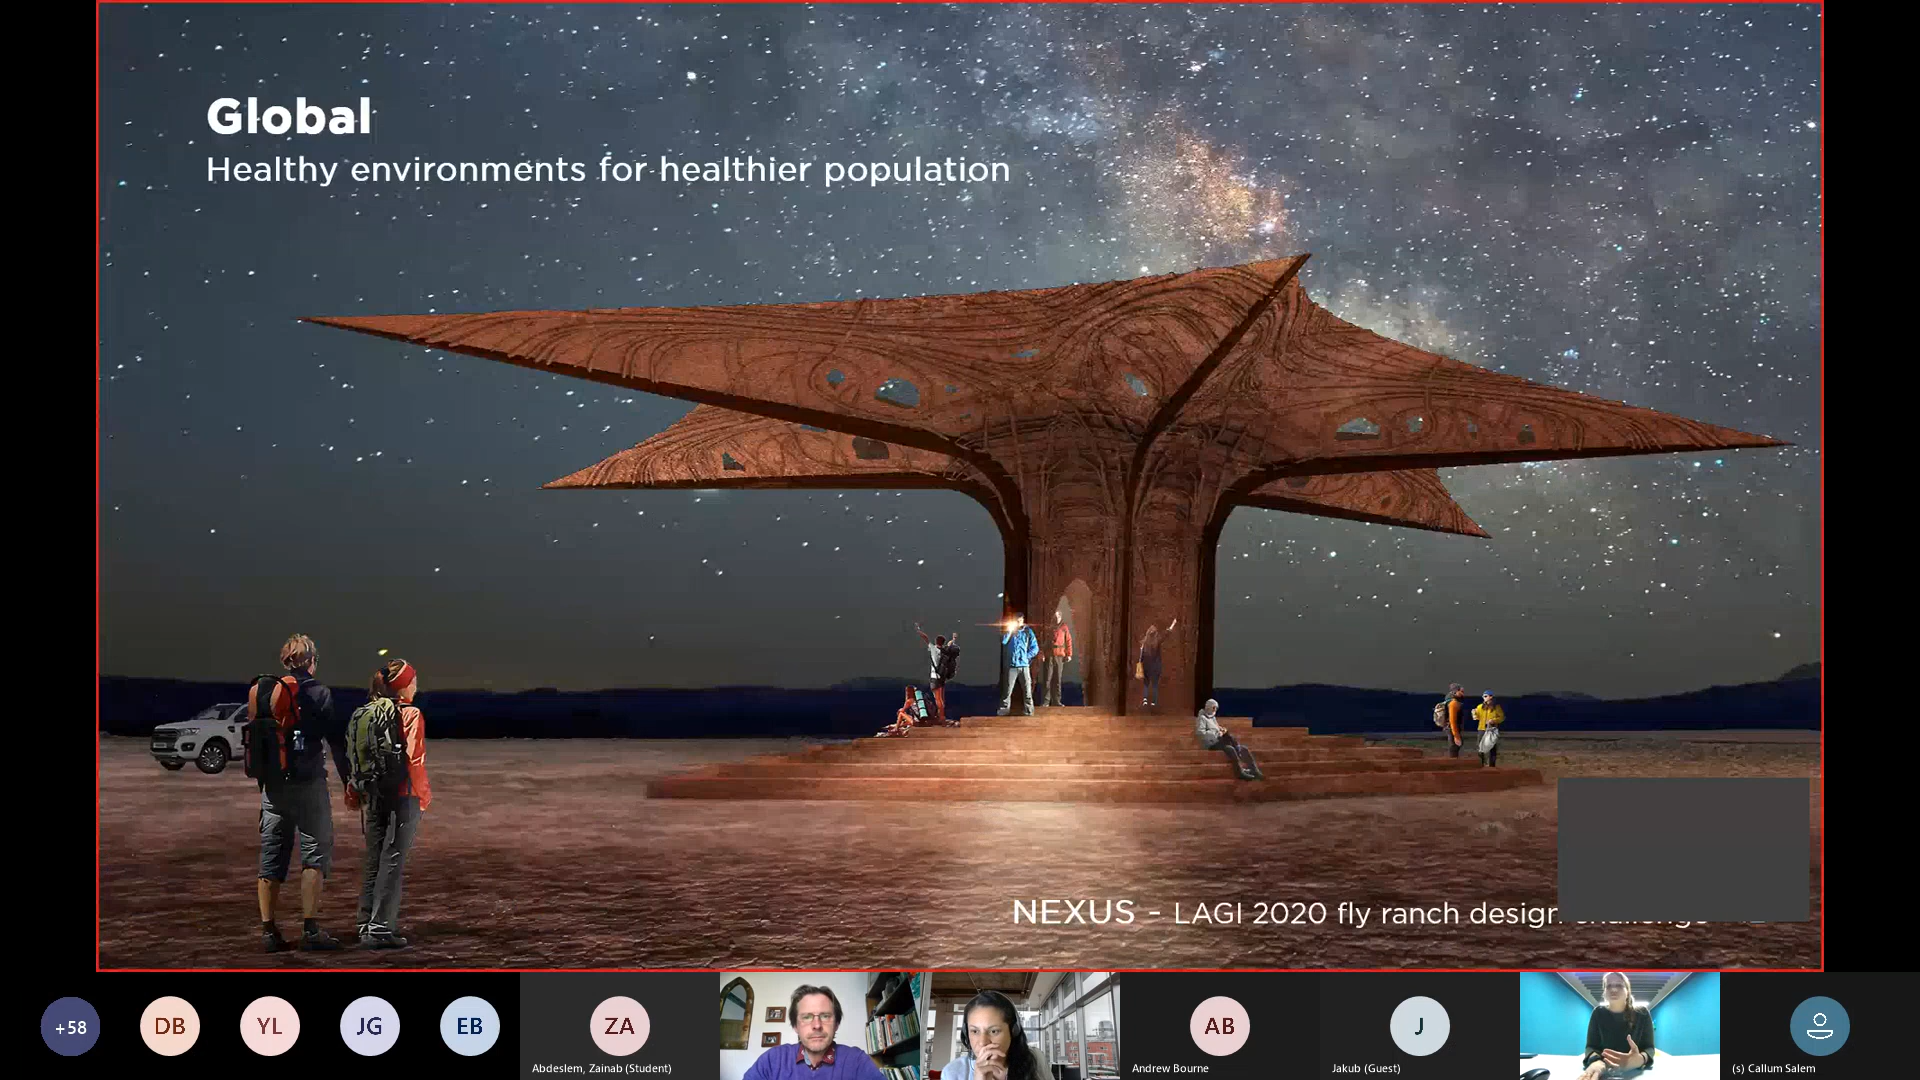 Global
Healthy environments for healthier population
NEXUS - LAGI 2020 fly ranch design
+58
DB
YL
JG
EB
ZA
AB
J
Abdeslem, Zainab (Student)
Andrew Bourne
Jakub (Guest)
(s) Callum Salem